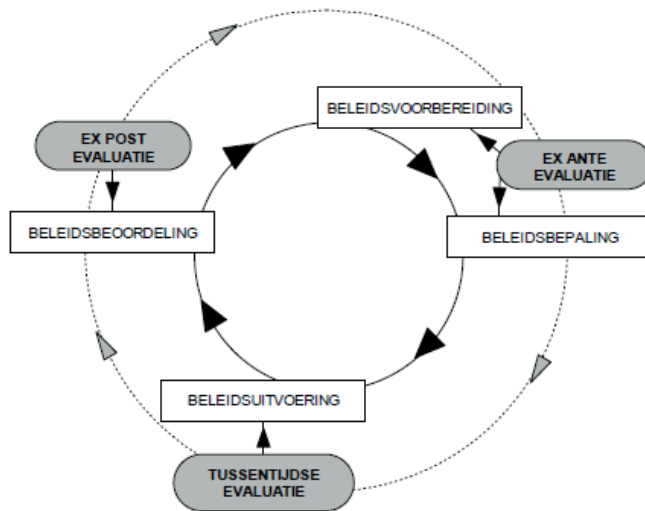 BELEIDSVOORBEREIDING
EX POST
EVALUATIE
EX ANTE
EVALUATIE
BELEIDSBEOORDELING
BELEIDSBEPALING
BELEIDSUITVOERING
TUSSENTIJDSE
EVALUATIE